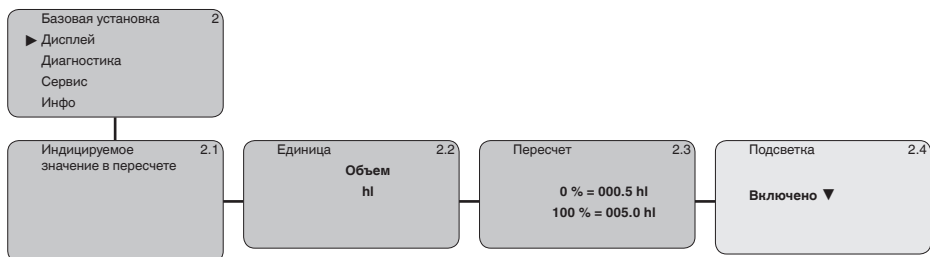 Базовая установка 2
▶ Дисплей
Диагностика
Сервис
Инфо
Индицируемое 2.1
значение в пересчете
Единица 2.2
Объем
hl
Пересчет 2.3
0 % = 000.5 hl
100 % = 005.0 hl
Подсветка 2.4
Включено ▼